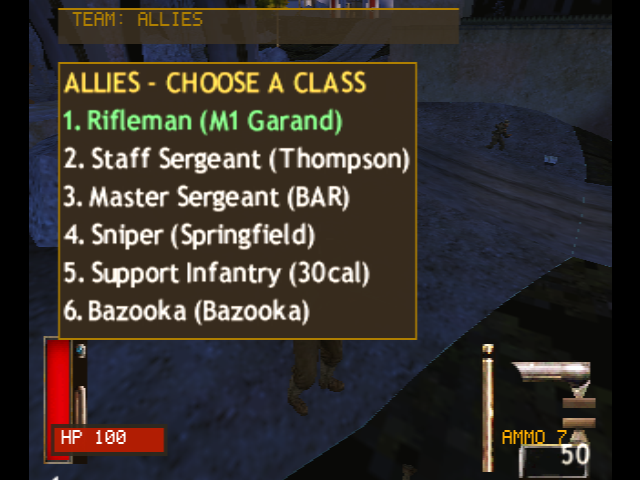 TEAM: ALLIES
ALLIES - CHOOSE A CLASS
1. Rifleman (M1 Garand)
2. Staff Sergeant (Thompson)
3. Master Sergeant (BAR)
4. Sniper (Springfield)
5. Support Infantry (30cal)
6. Bazooka (Bazooka)
HP 100
AMMO 7
50